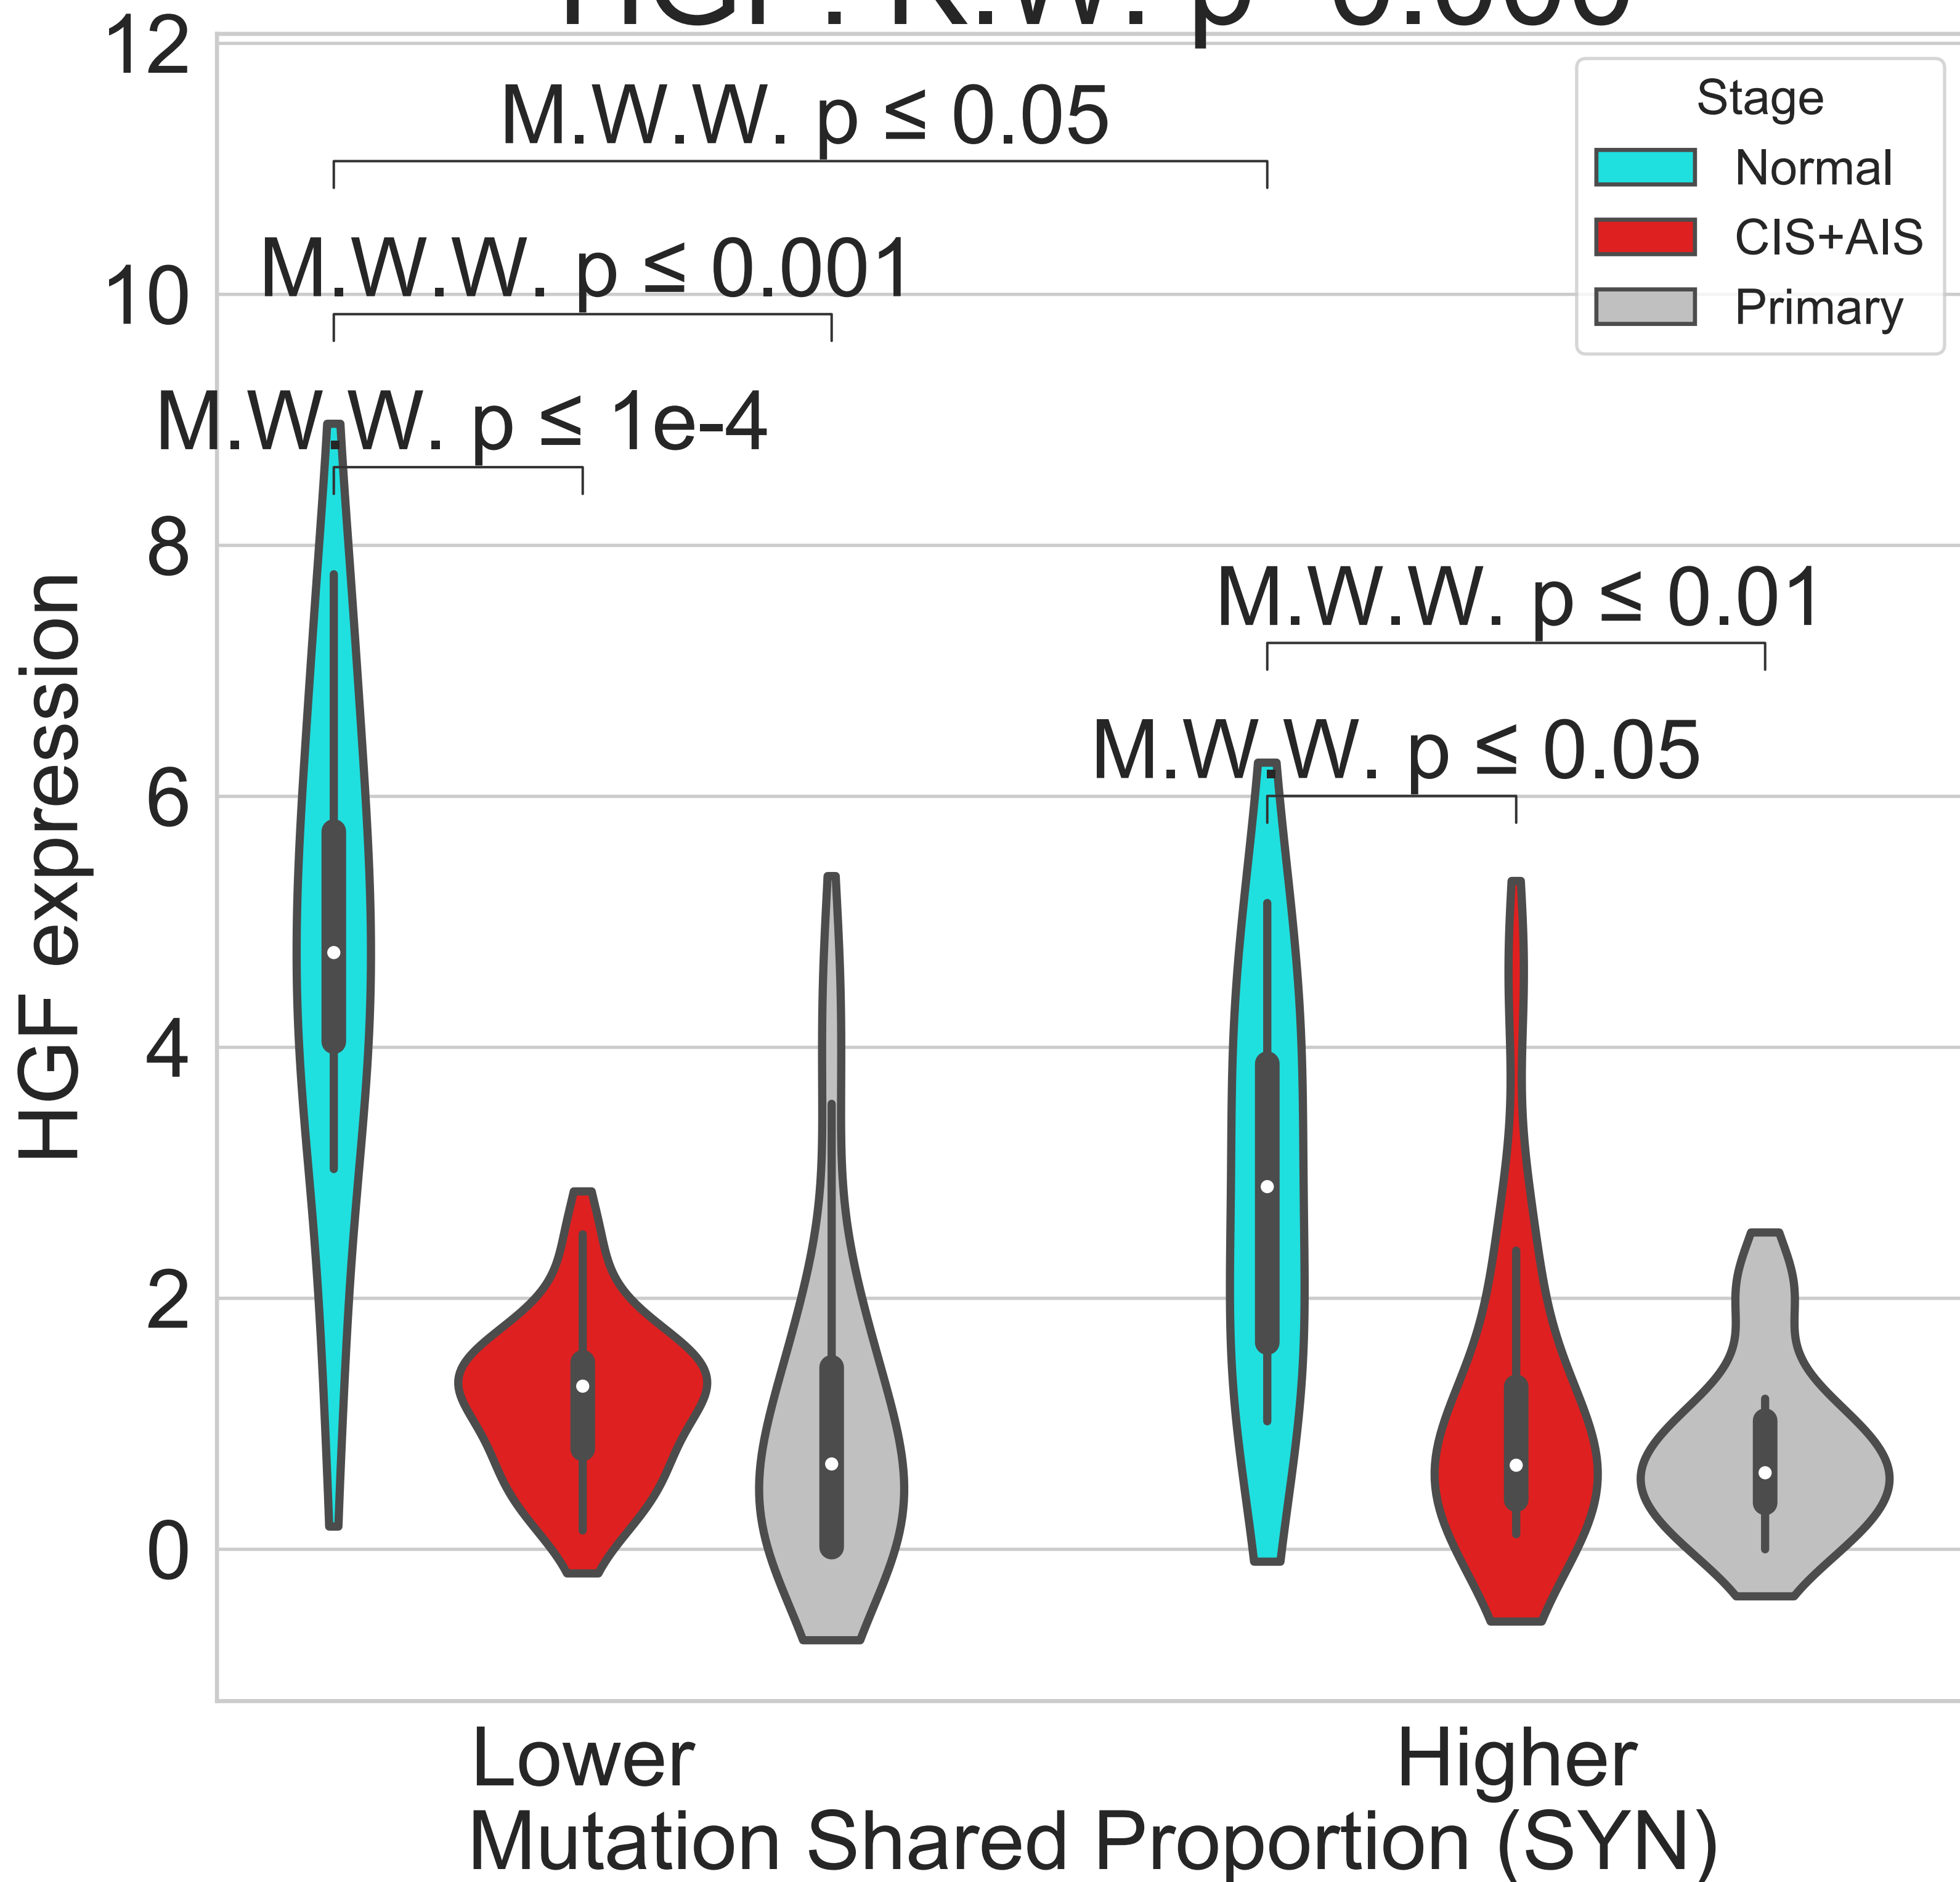 12
M.W.W. p ≤ 0.05
Stage
Normal
CIS+AIS
Primary
M.W.W. p ≤ 0.001
10
M.W.W. p ≤ 1e-4
8
M.W.W. p ≤ 0.01
M.W.W. p ≤ 0.05
6
HGF expression
4
2
0
Lower
Higher
Mutation Shared Proportion (SYN)